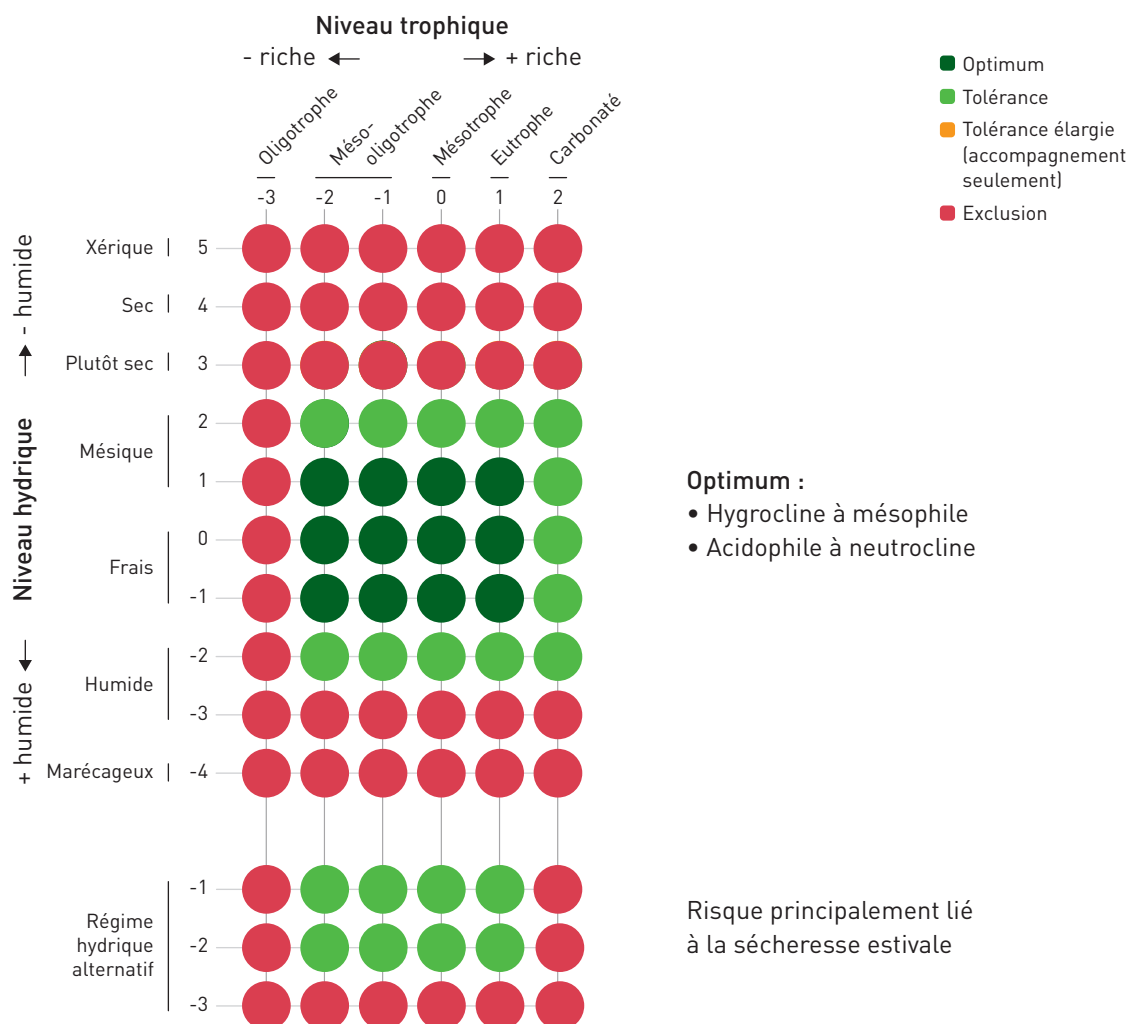 Niveau trophique
- riche ← → + riche
Oligotrophe
Méso-
oligotrophe
Mésotrophe
Eutrophe
Carbonaté
-3 -2 -1 0 1 2
Optimum
Tolérance
Tolérance élargie
(accompagnement
seulement)
Exclusion
Niveau hydrique
→ - humide
+ humide ←
Xérique 5
Sec 4
Plutôt sec 3
2
Mésique
1
0
Frais
-1
-2
Humide
-3
Marécageux -4
Optimum :
• Hygrocline à mésophile
• Acidophile à neutrocline
-1
Régime
hydrique
alternatif
-2
-3
Risque principalement lié
à la sécheresse estivale